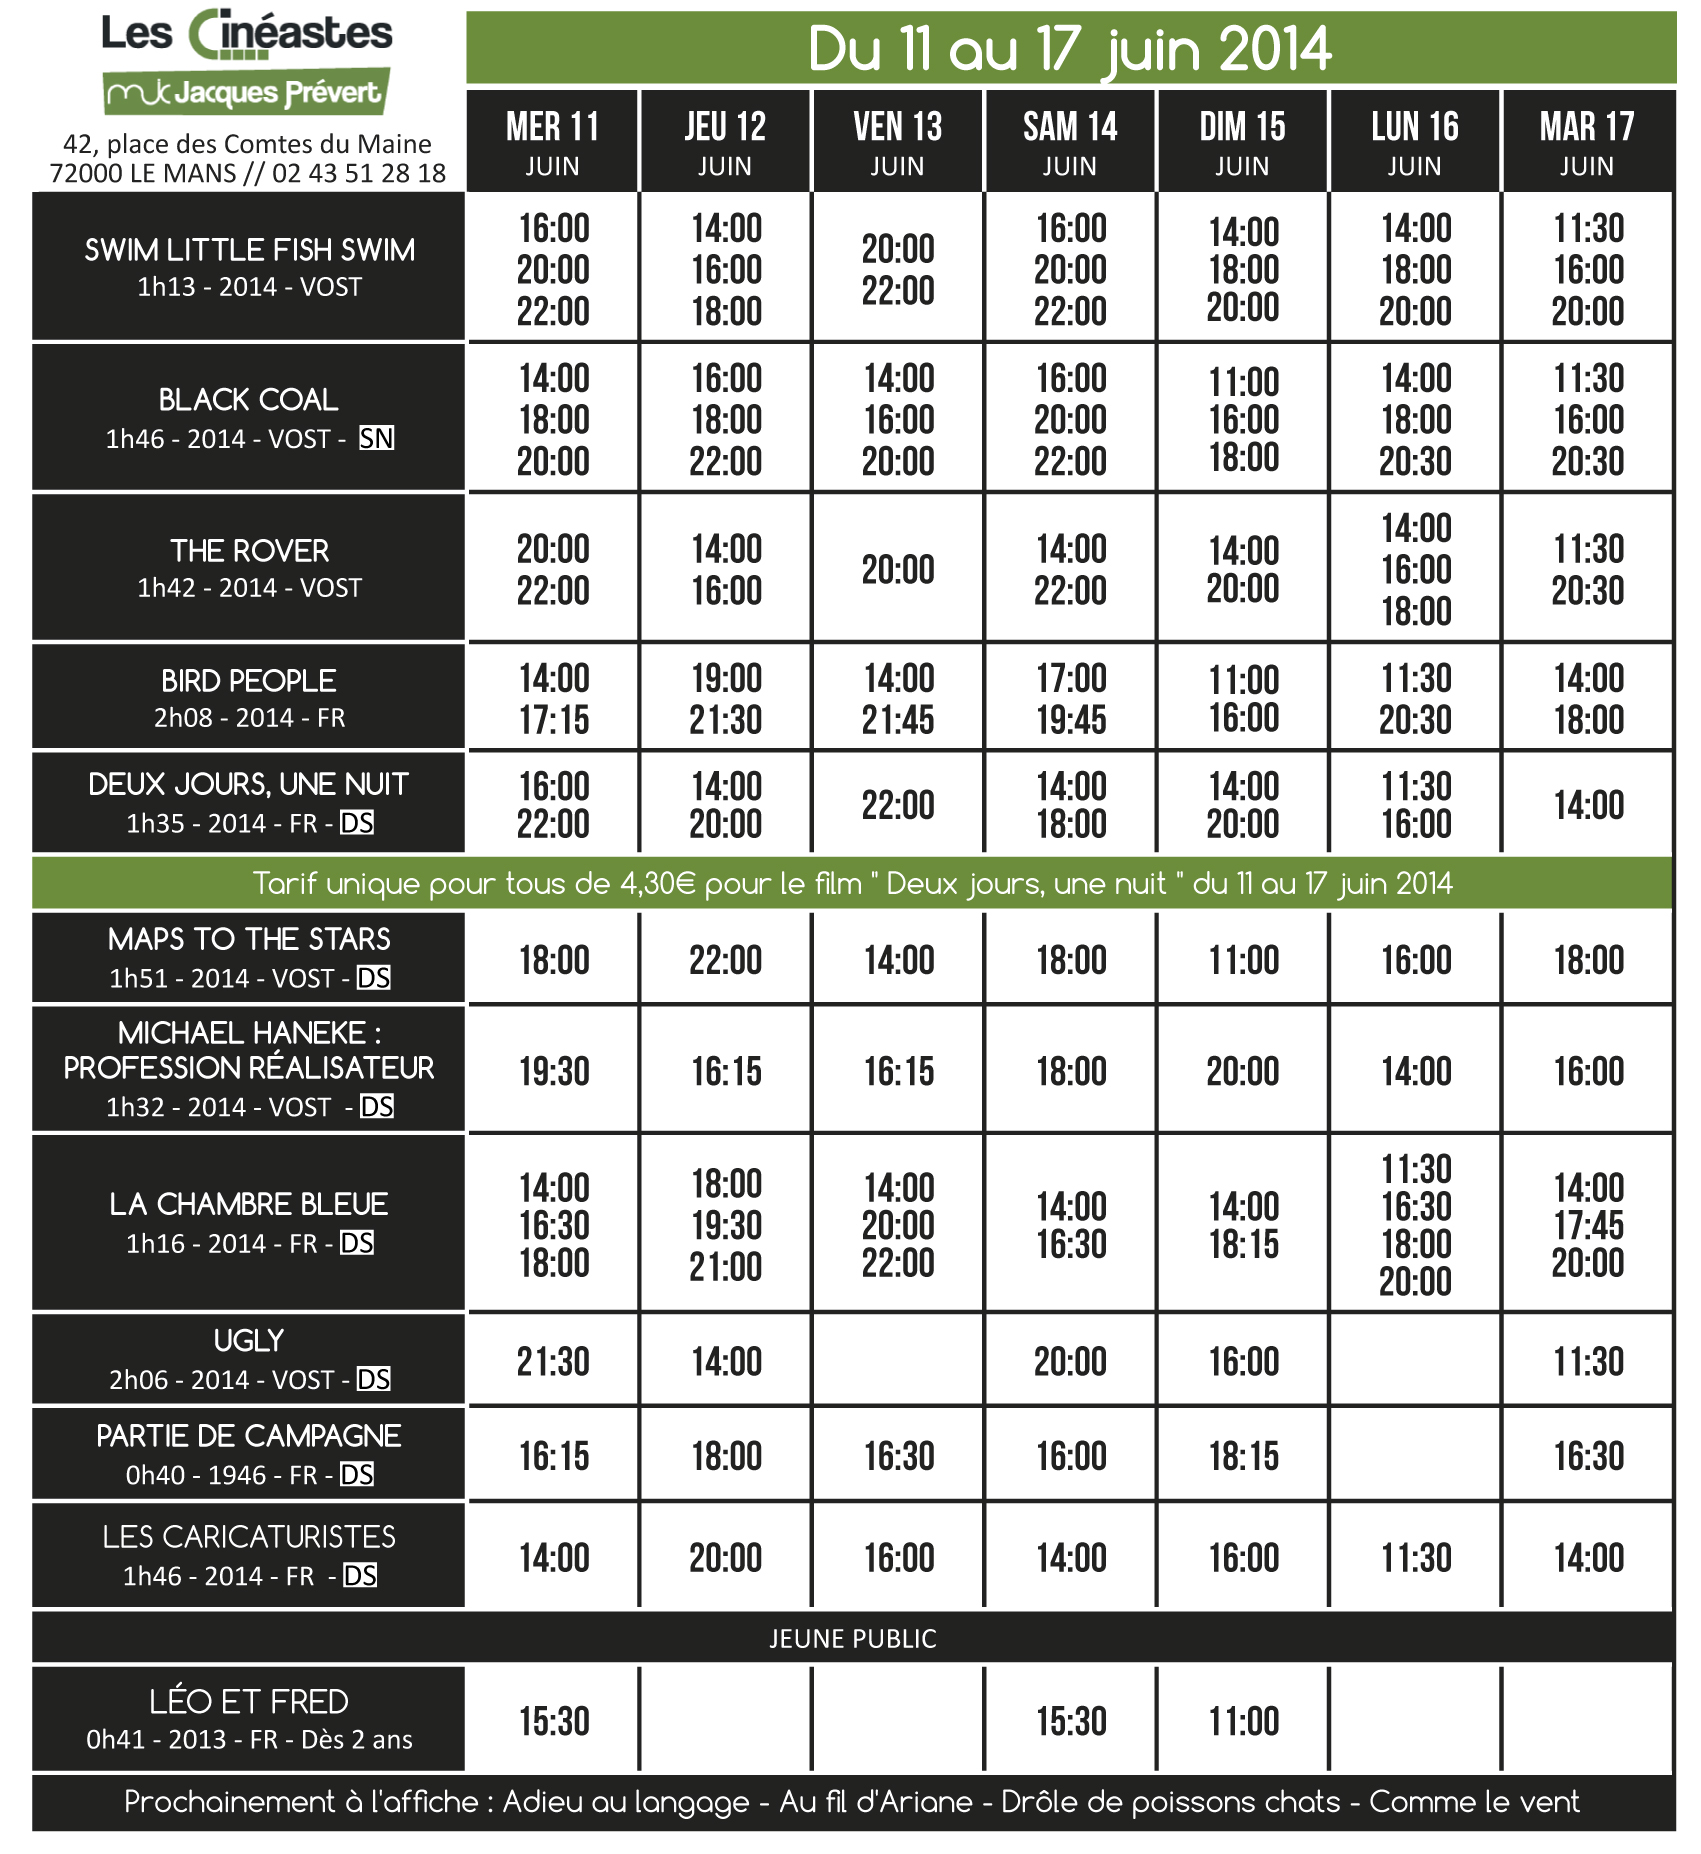 Les Cinéastes
mjc Jacques Prévert
42, place des Comtes du Maine
72000 LE MANS // 02 43 51 28 18
Du 11 au 17 juin 2014
MER 11 JEU 12 VEN 13 SAM 14 DIM 15 LUN 16 MAR 17
JUIN JUIN JUIN JUIN JUIN JUIN JUIN
SWIM LITTLE FISH SWIM
1h13 - 2014 - VOST
16:00
20:00
22:00
14:00
16:00
18:00
20:00
22:00
16:00
20:00
22:00
14:00
18:00
20:00
14:00
18:00
20:00
11:30
16:00
20:00
BLACK COAL
1h46 - 2014 - VOST - SN
14:00
18:00
20:00
16:00
18:00
22:00
14:00
16:00
20:00
16:00
20:00
22:00
11:00
16:00
18:00
14:00
18:00
20:30
11:30
16:00
20:30
THE ROVER
1h42 - 2014 - VOST
20:00
22:00
14:00
16:00
20:00
14:00
22:00
14:00
20:00
14:00
16:00
18:00
11:30
20:30
BIRD PEOPLE
2h08 - 2014 - FR
14:00
17:15
19:00
21:30
14:00
21:45
17:00
19:45
11:00
16:00
11:30
20:30
14:00
18:00
DEUX JOURS, UNE NUIT
1h35 - 2014 - FR - DS
16:00
22:00
14:00
20:00
22:00
14:00
18:00
14:00
20:00
11:30
16:00
14:00
Tarif unique pour tous de 4,30€ pour le film " Deux jours, une nuit " du 11 au 17 juin 2014
MAPS TO THE STARS
1h51 - 2014 - VOST - DS
18:00 22:00 14:00 18:00 11:00 16:00 18:00
MICHAEL HANEKE :
PROFESSION RÉALISATEUR
1h32 - 2014 - VOST - DS
19:30 16:15 16:15 18:00 20:00 14:00 16:00
LA CHAMBRE BLEUE
1h16 - 2014 - FR - DS
14:00
16:30
18:00
18:00
19:30
21:00
14:00
20:00
22:00
14:00
16:30
14:00
18:15
11:30
16:30
18:00
20:00
14:00
17:45
20:00
UGLY
2h06 - 2014 - VOST - DS
21:30 14:00 20:00 16:00 11:30
PARTIE DE CAMPAGNE
0h40 - 1946 - FR - DS
16:15 18:00 16:30 16:00 18:15 16:30
LES CARICATURISTES
1h46 - 2014 - FR - DS
14:00 20:00 16:00 14:00 16:00 11:30 14:00
JEUNE PUBLIC
LÉO ET FRED
0h41 - 2013 - FR - Dès 2 ans
15:30 15:30 11:00
Prochainement à l'affiche : Adieu au langage - Au fil d'Ariane - Drôle de poissons chats - Comme le vent